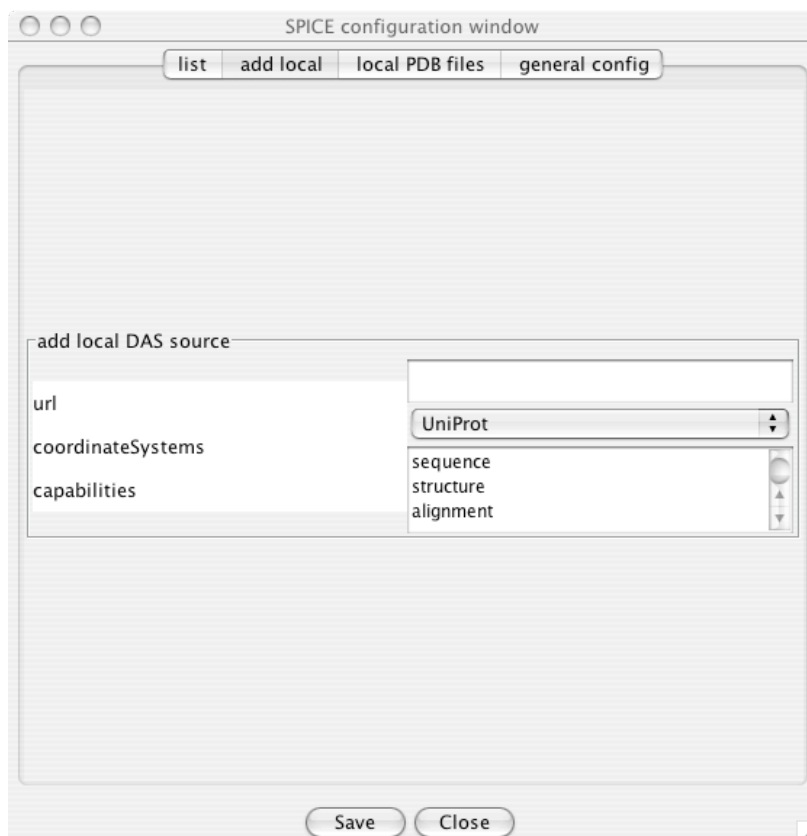 SPICE configuration window
list add local local PDB files general config
add local DAS source
url
UniProt
coordinateSystems
sequence
structure
capabilities
alignment
Save Close